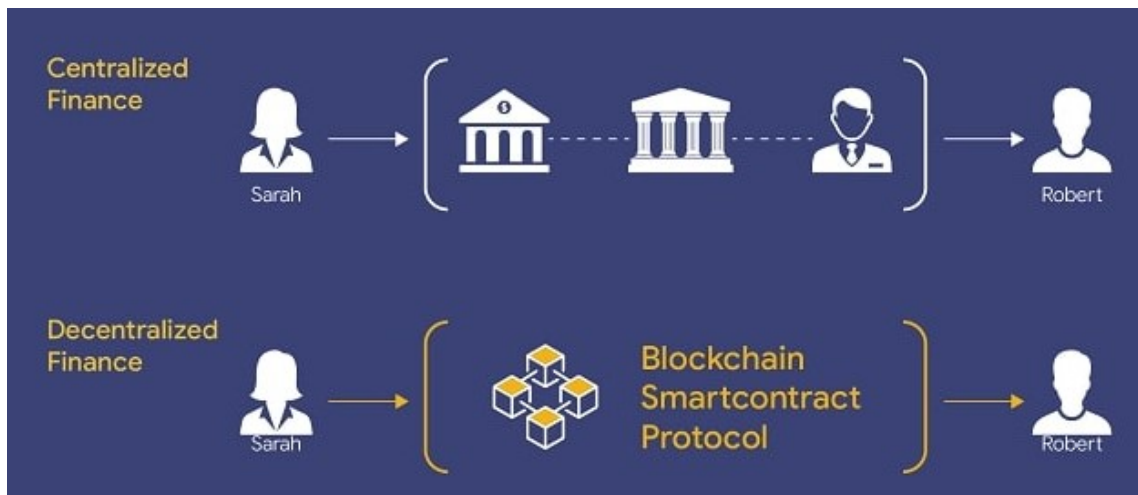 Centralized
Finance
Sarah
Robert
Decentralized
Finance
Blockchain
Smartcontract
Protocol
Sarah
Robert